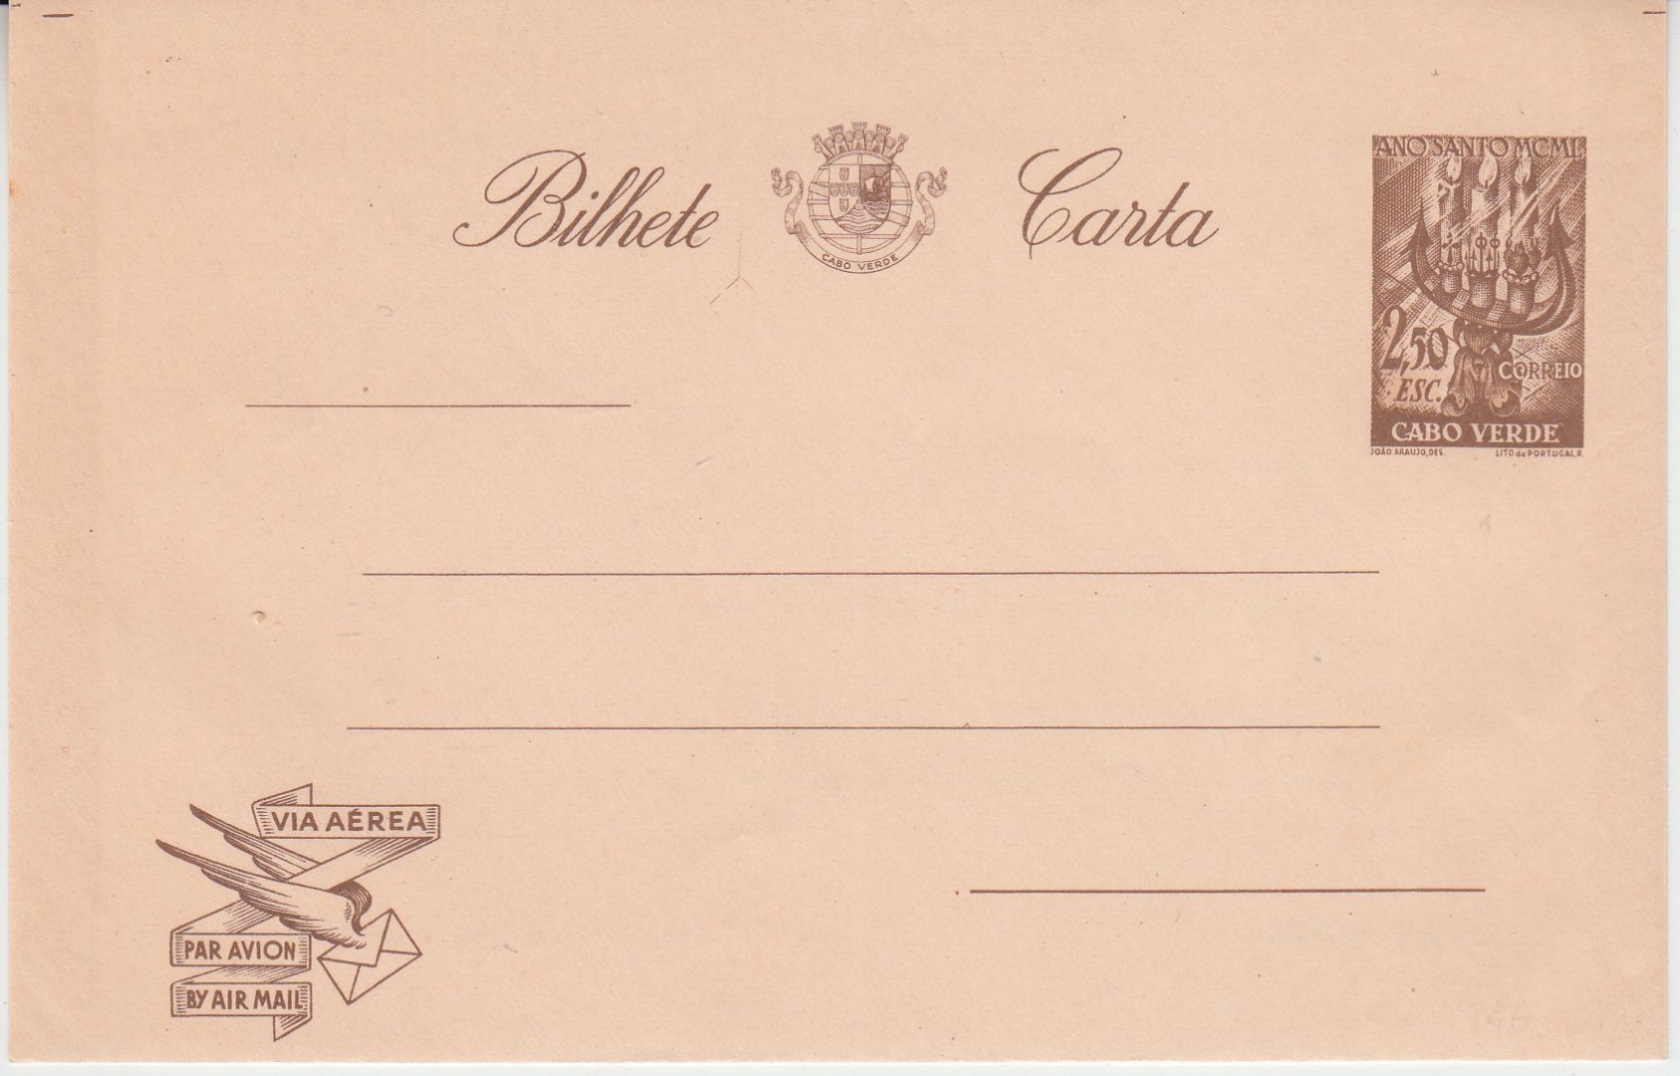 Bilhete Carta
CABO VERDE
ANO SANTO MCML
2,50
ESC.
CORREIO
CABO VERDE
JOÃO ARAUJO, DES. LITO de PORTUGAL, R.
VIA AÉREA
PAR AVION
BY AIR MAIL